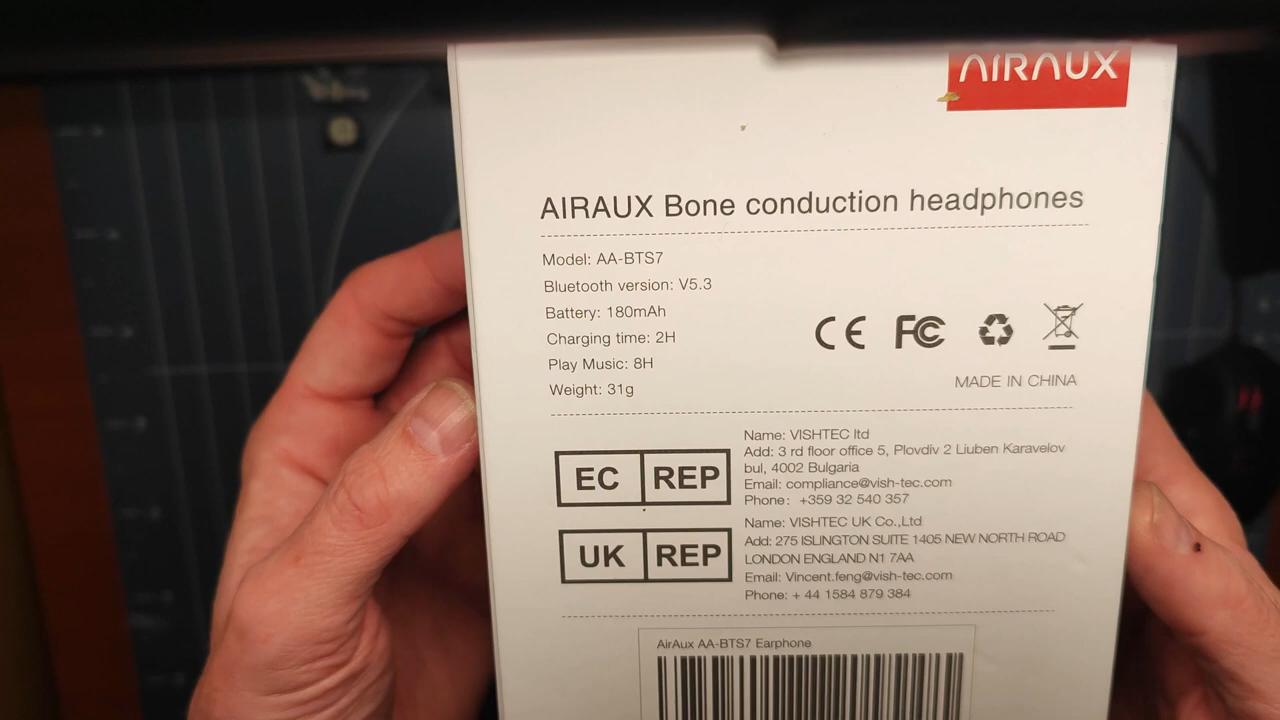 AIRAUX
AIRAUX Bone conduction headphones
Model: AA-BTS7
Bluetooth version: V5.3
Battery: 180mAh
Charging time: 2H
Play Music: 8H
Weight: 31g
CE FC
MADE IN CHINA
EC REP
Name: VISHTEC ltd
Add: 3 rd floor office 5, Plovdiv 2 Liuben Karavelov
bul, 4002 Bulgaria
Email: compliance@vish-tec.com
Phone: +359 32 540 357
UK REP
Name: VISHTEC UK Co.,Ltd
Add: 275 ISLINGTON SUITE 1405 NEW NORTH ROAD
LONDON ENGLAND N1 7AA
Email: Vincent.feng@vish-tec.com
Phone: + 44 1584 879 384
AirAux AA-BTS7 Earphone